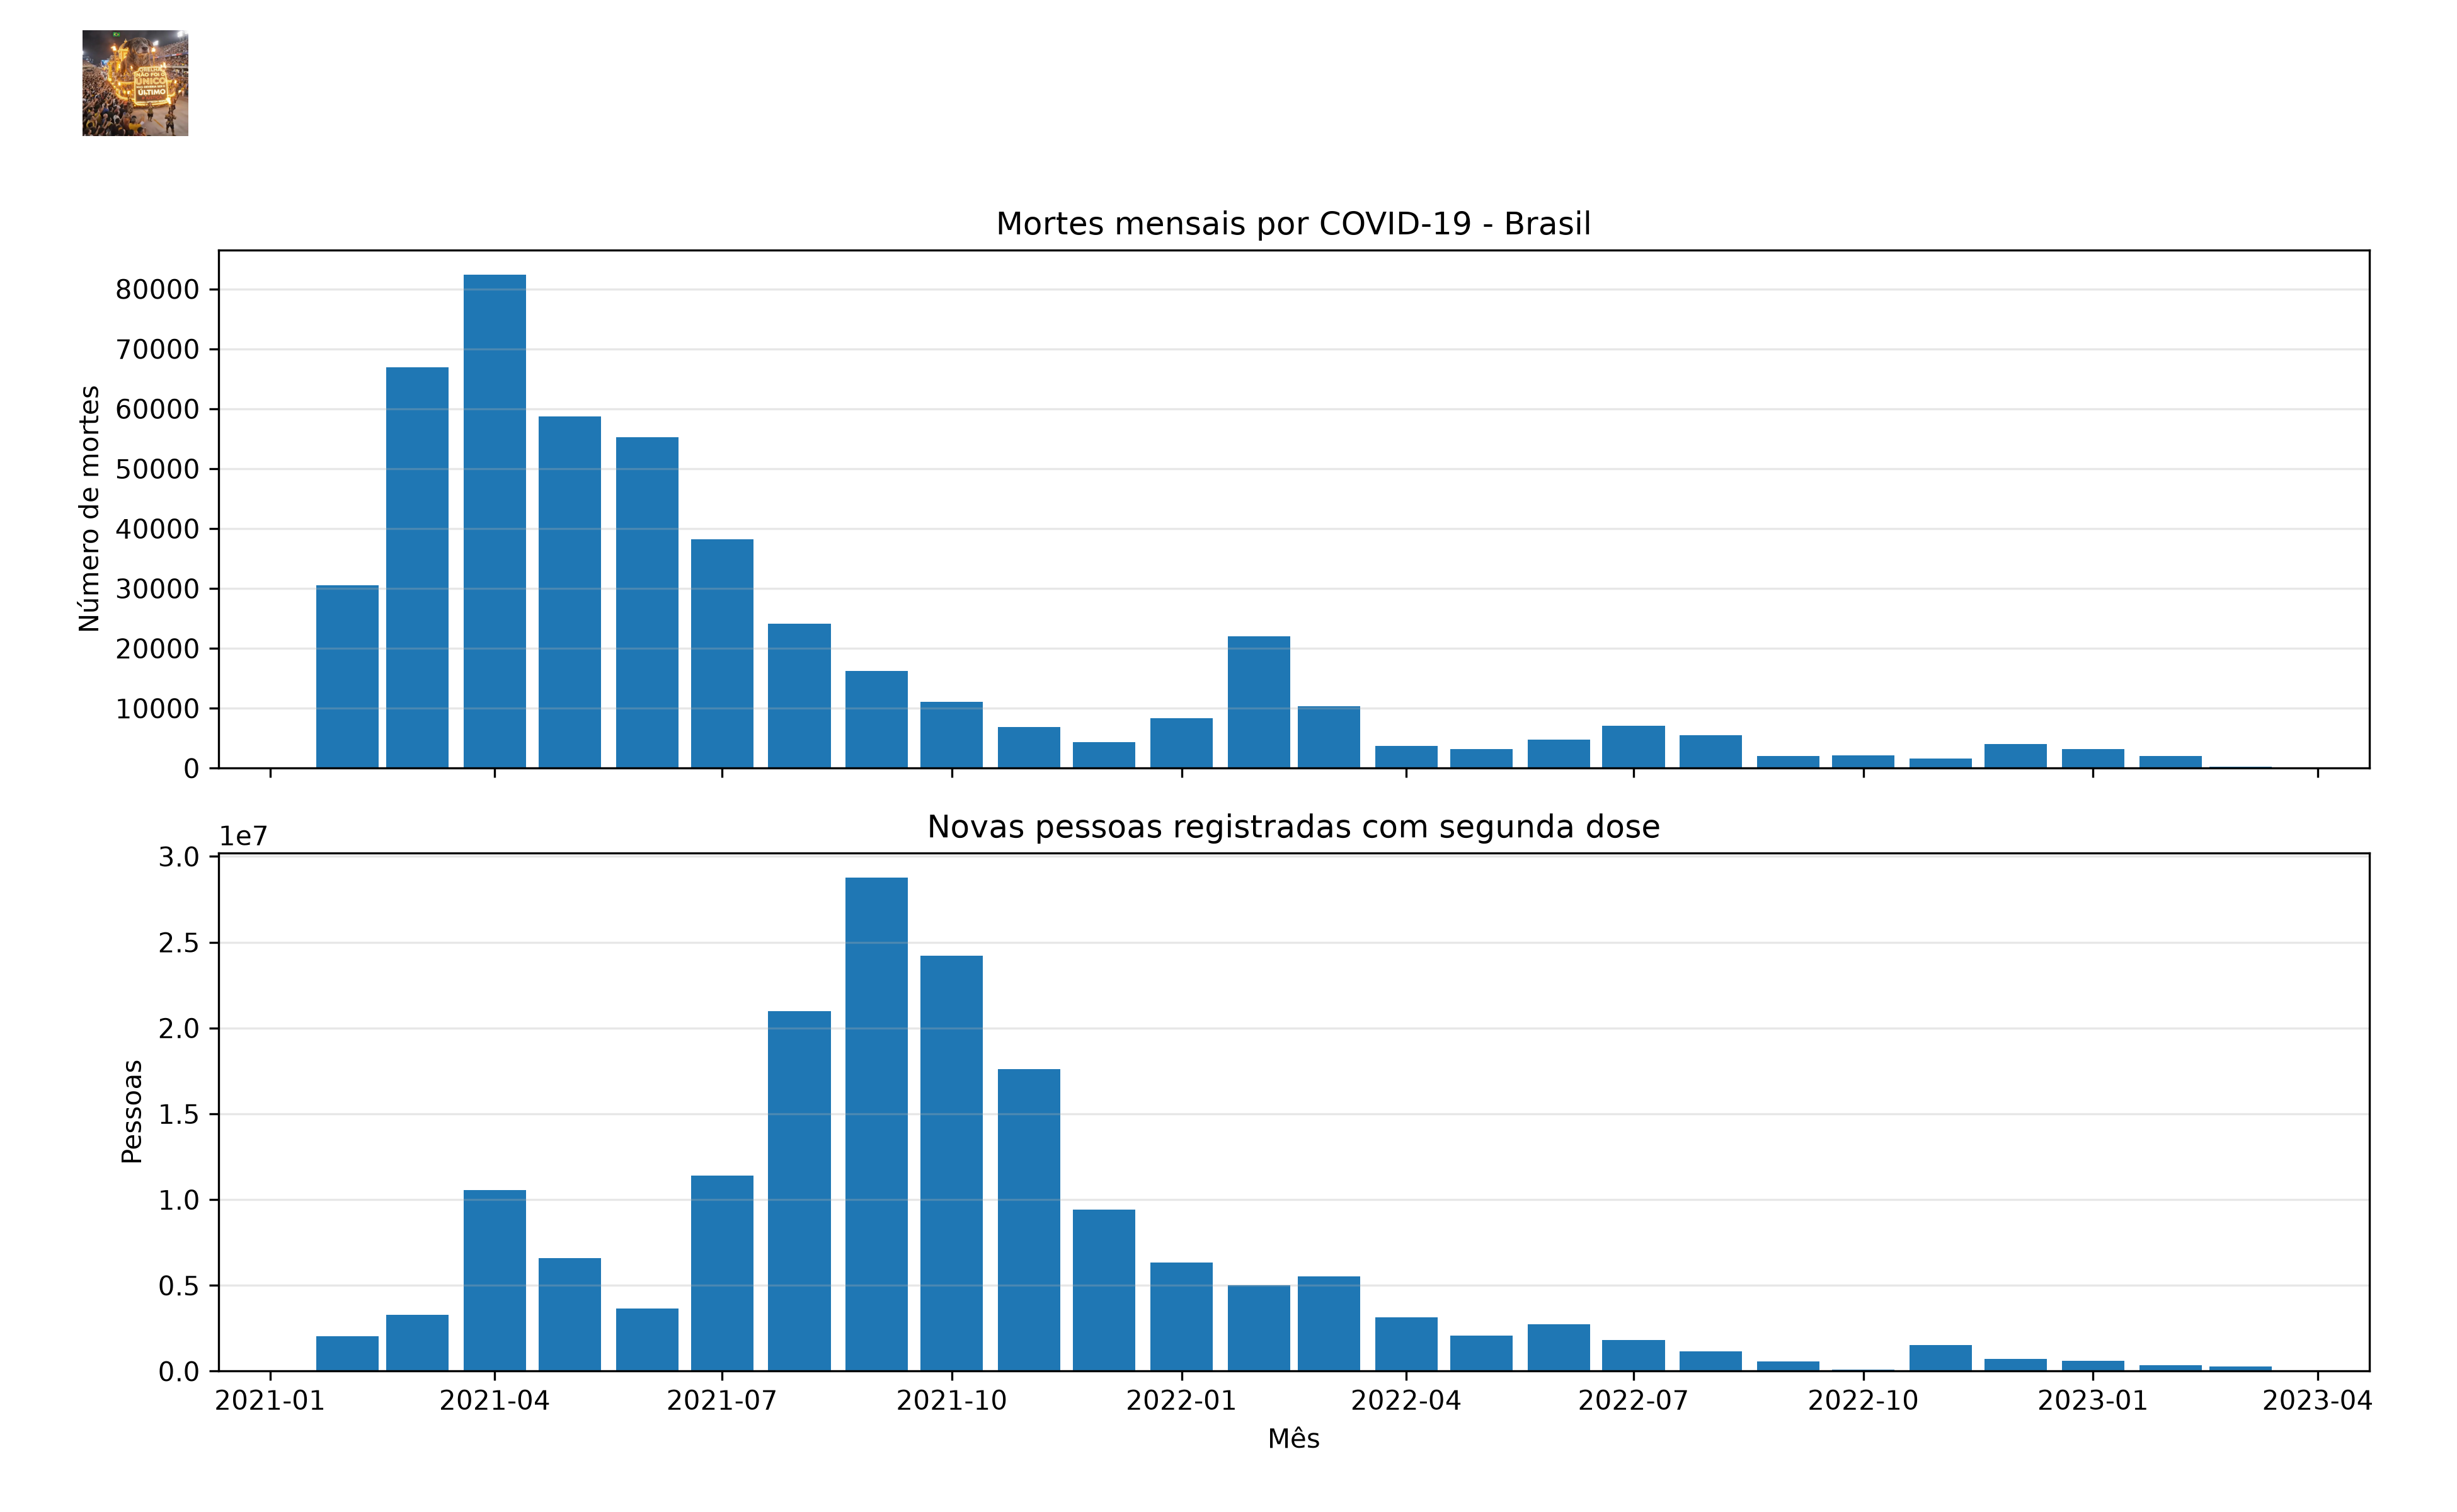 NÃO FOI O
ÚNICO
ÚLTIMO
Mortes mensais por COVID-19 - Brasil
Número de mortes
80000
70000
60000
50000
40000
30000
20000
10000
0
Novas pessoas registradas com segunda dose
1e7
Pessoas
3.0
2.5
2.0
1.5
1.0
0.5
0.0
2021-01 2021-04 2021-07 2021-10 2022-01 2022-04 2022-07 2022-10 2023-01 2023-04
Mês